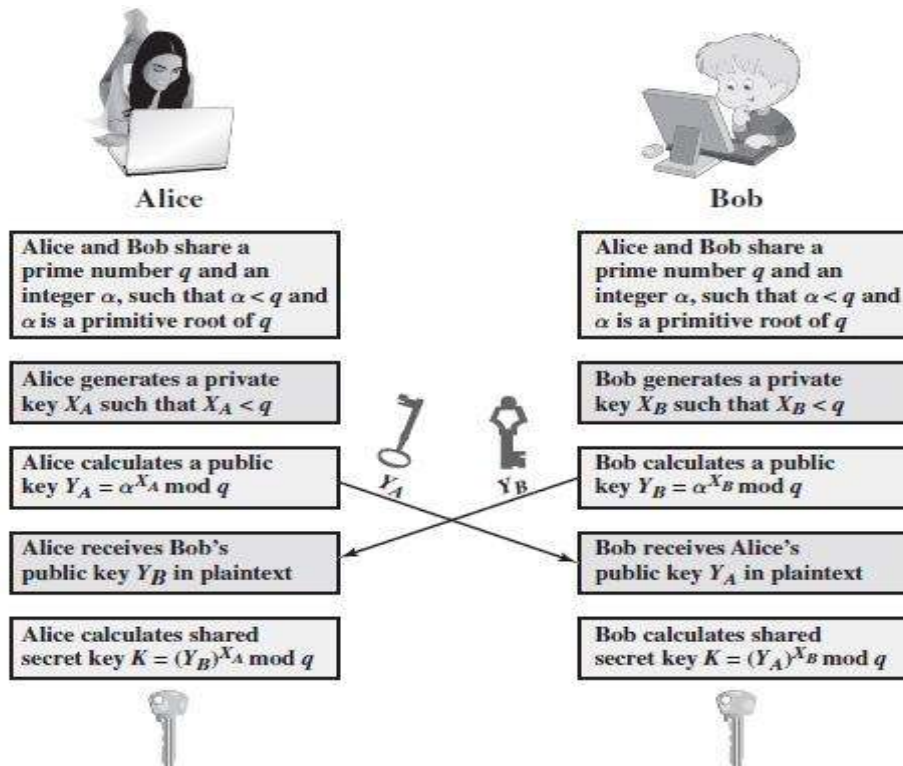 Alice
Alice and Bob share a
prime number q and an
integer α, such that α < q and
α is a primitive root of q
Alice generates a private
key X_A such that X_A < q
Alice calculates a public
key Y_A = α^X_A mod q
Alice receives Bob's
public key Y_B in plaintext
Alice calculates shared
secret key K = (Y_B)^X_A mod q
Y_A
Y_B
Bob
Alice and Bob share a
prime number q and an
integer α, such that α < q and
α is a primitive root of q
Bob generates a private
key X_B such that X_B < q
Bob calculates a public
key Y_B = α^X_B mod q
Bob receives Alice's
public key Y_A in plaintext
Bob calculates shared
secret key K = (Y_A)^X_B mod q